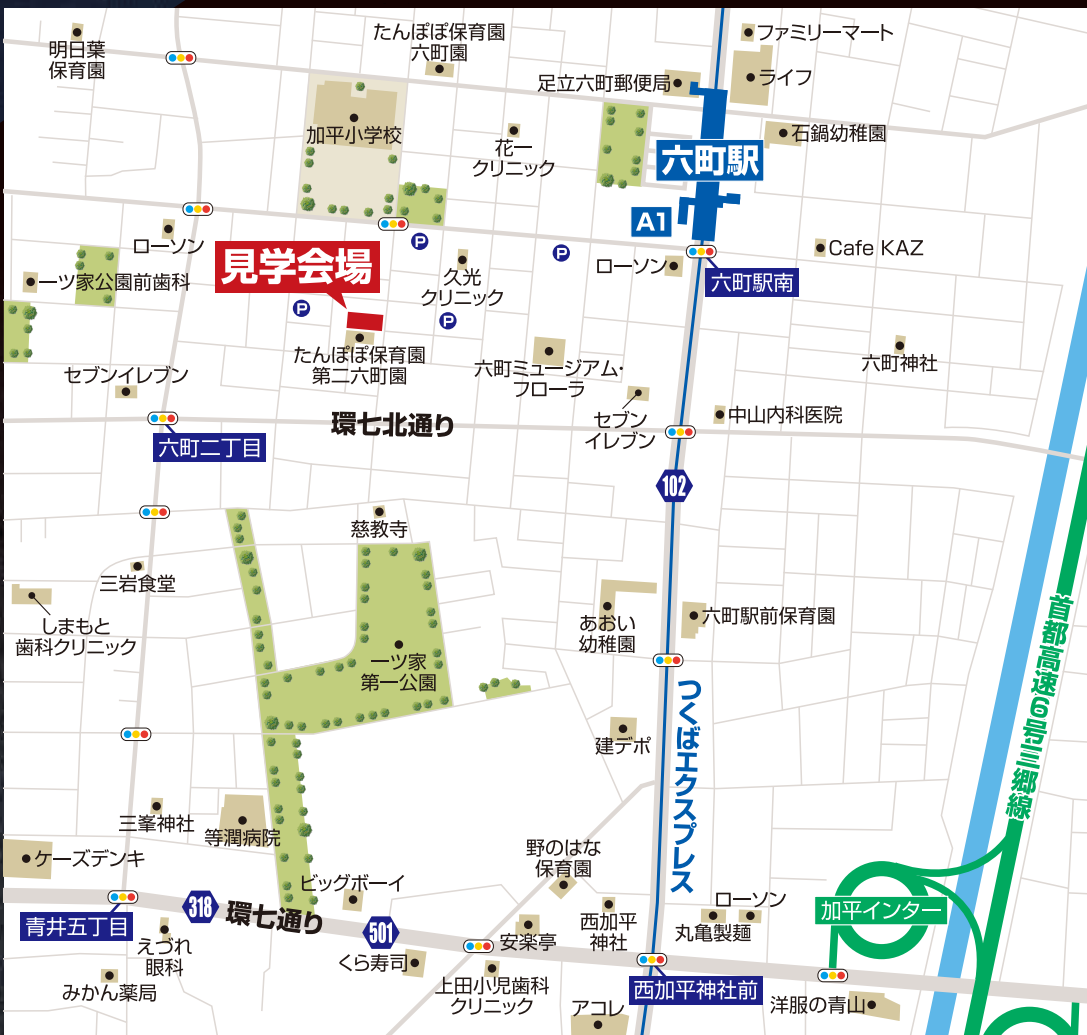 明日葉
保育園
たんぽぽ保育園
六町園
ファミリーマート
足立六町郵便局
ライフ
加平小学校
花一
クリニック
石鍋幼稚園
六町駅
A1
ローソン
見学会場
P
P
久光
クリニック
ローソン
Cafe KAZ
六町駅南
一ツ家公園前歯科
P
P
たんぽぽ保育園
第二六町園
六町ミュージアム・
フローラ
六町神社
セブンイレブン
セブン
イレブン
中山内科医院
六町二丁目
環七北通り
102
慈教寺
三岩食堂
しまもと
歯科クリニック
あおい
幼稚園
六町駅前保育園
一ツ家
第一公園
つくばエクスプレス
首都高速6号三郷線
建デポ
三峯神社
等潤病院
ケーズデンキ
野のはな
保育園
ビッグボーイ
318
環七通り
501
青井五丁目
えづれ
眼科
みかん薬局
くら寿司
安楽亭
西加平
神社
ローソン
丸亀製麺
加平インター
上田小児歯科
クリニック
アコレ
西加平神社前
洋服の青山